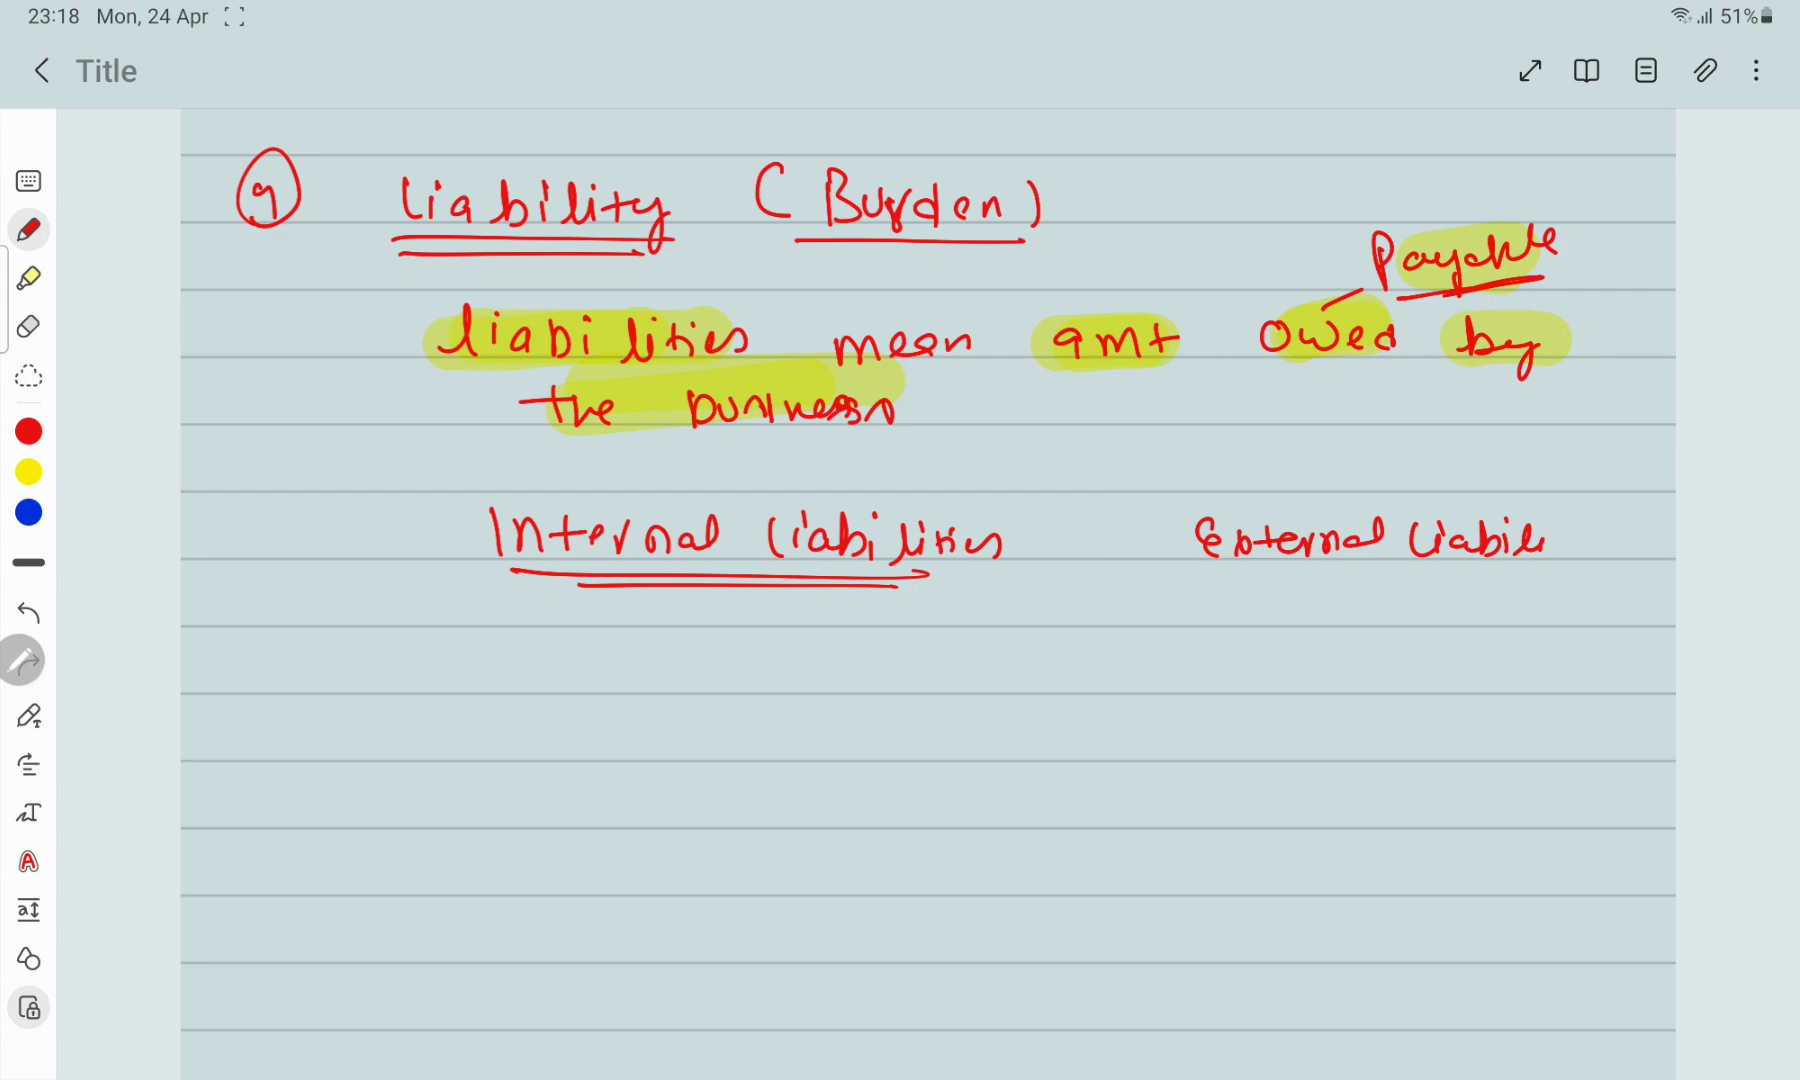 23:18 Mon, 24 Apr 51%
Title
9 Liability (Burden)
Payable
Liabilities mean amt owed by
the business
Internal Liabilities External Liabili